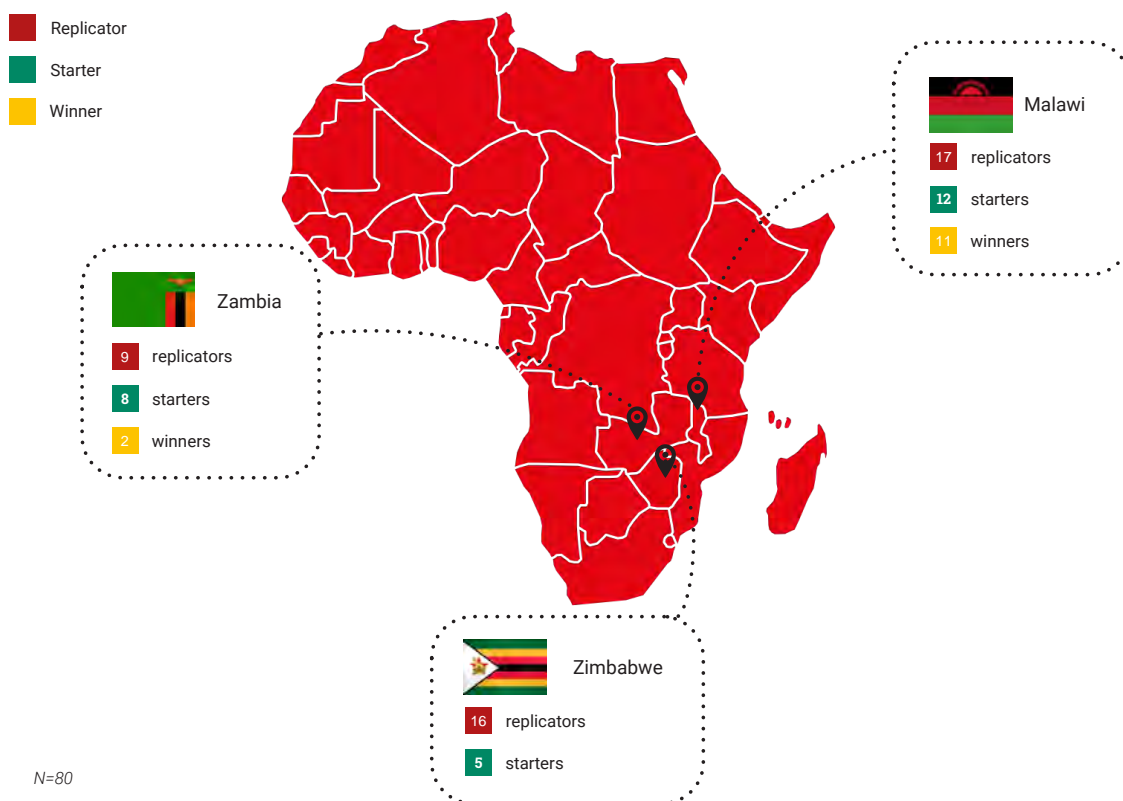 Replicator
Starter
Winner
Malawi
17 replicators
12 starters
11 winners
Zambia
9 replicators
8 starters
2 winners
Zimbabwe
16 replicators
5 starters
N=80